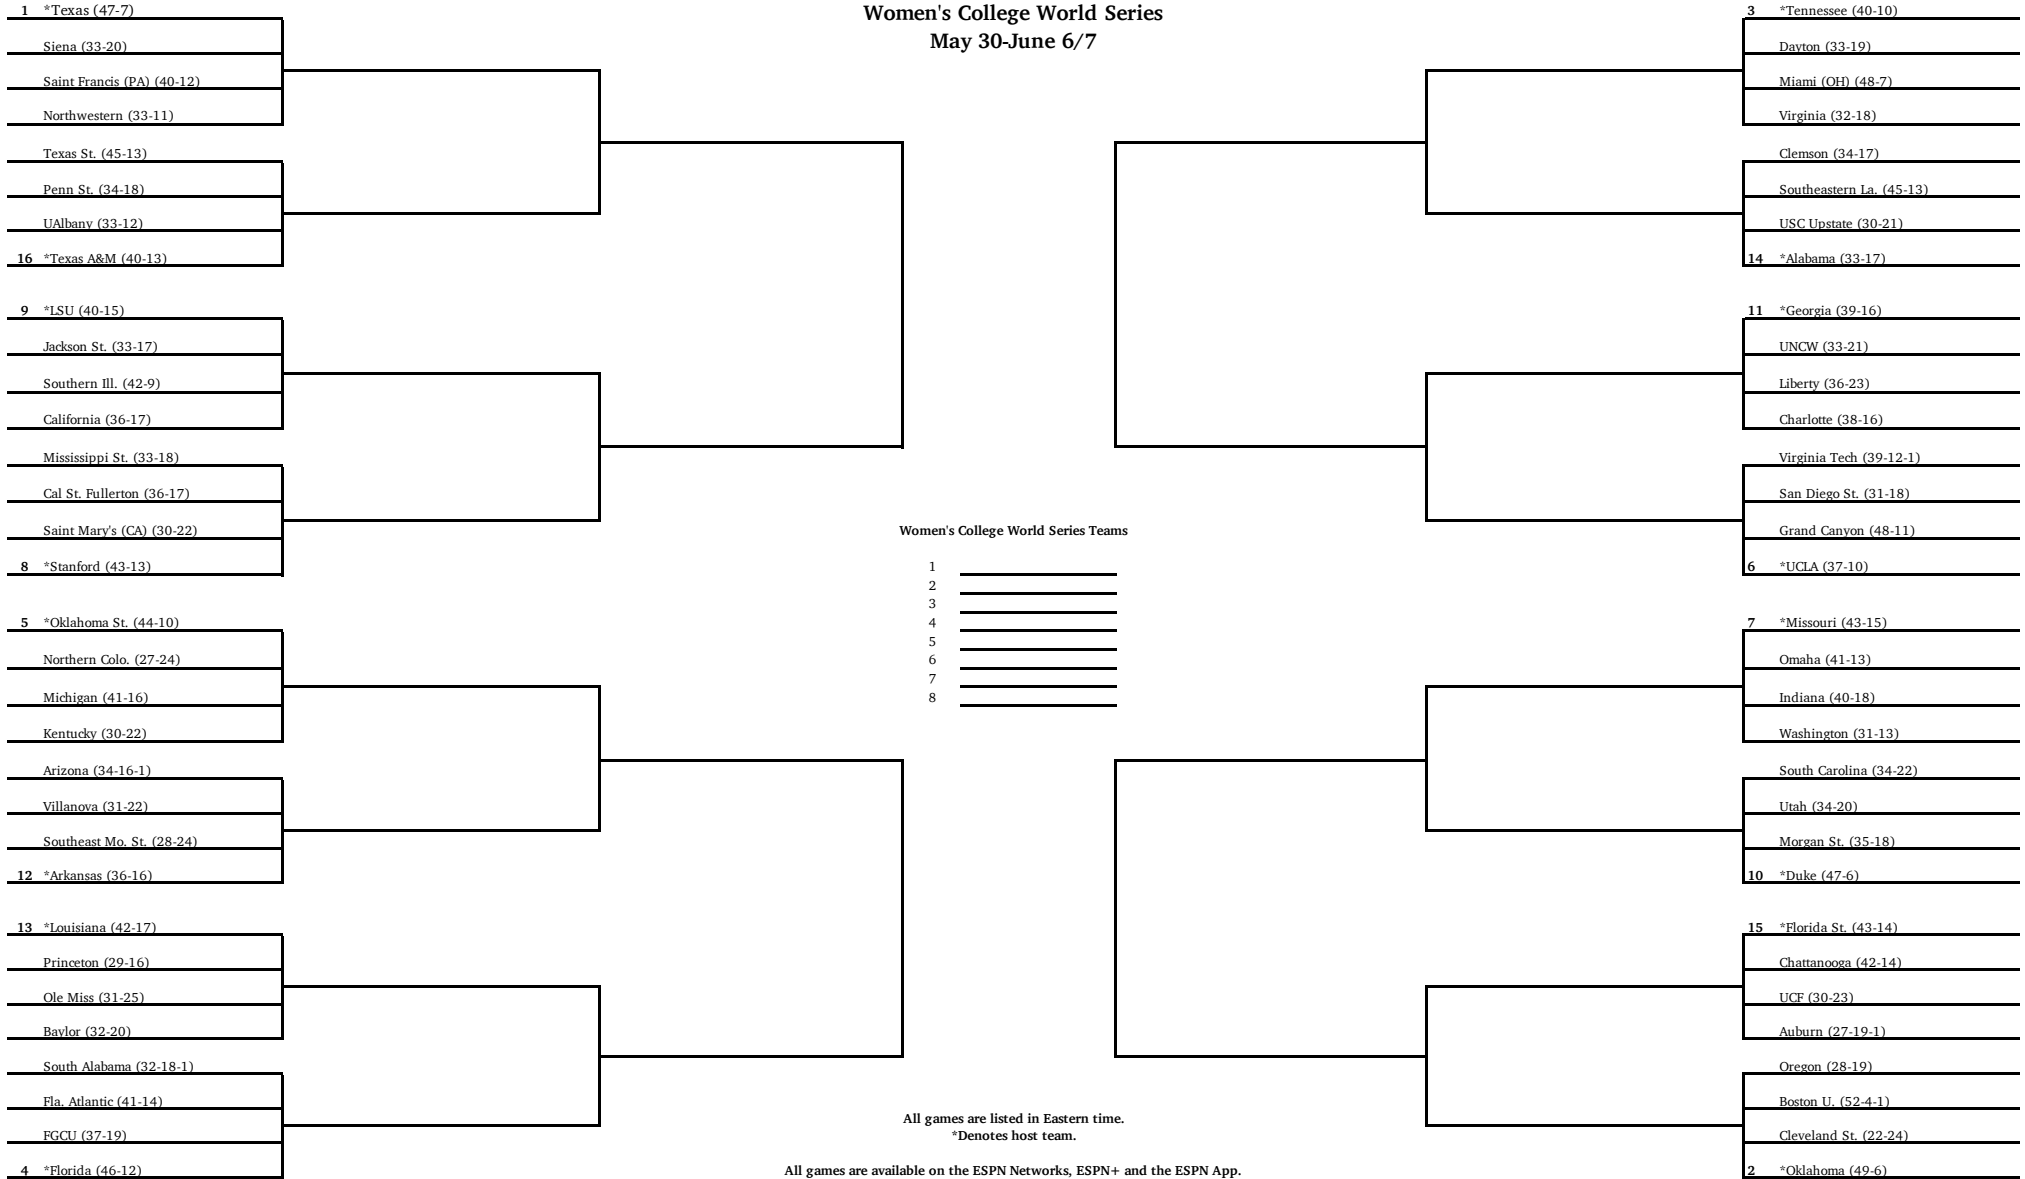 Women's College World Series
May 30-June 6/7
1 *Texas (47-7)
Siena (33-20)
Saint Francis (PA) (40-12)
Northwestern (33-11)
Texas St. (45-13)
Penn St. (34-18)
UAlbany (33-12)
16 *Texas A&M (40-13)
9 *LSU (40-15)
Jackson St. (33-17)
Southern Ill. (42-9)
California (36-17)
Mississippi St. (33-18)
Cal St. Fullerton (36-17)
Saint Mary's (CA) (30-22)
8 *Stanford (43-13)
5 *Oklahoma St. (44-10)
Northern Colo. (27-24)
Michigan (41-16)
Kentucky (30-22)
Arizona (34-16-1)
Villanova (31-22)
Southeast Mo. St. (28-24)
12 *Arkansas (36-16)
13 *Louisiana (42-17)
Princeton (29-16)
Ole Miss (31-25)
Baylor (32-20)
South Alabama (32-18-1)
Fla. Atlantic (41-14)
FGCU (37-19)
4 *Florida (46-12)
Women's College World Series Teams
1
2
3
4
5
6
7
8
All games are listed in Eastern time.
*Denotes host team.
All games are available on the ESPN Networks, ESPN+ and the ESPN App.
3 *Tennessee (40-10)
Dayton (33-19)
Miami (OH) (48-7)
Virginia (32-18)
Clemson (34-17)
Southeastern La. (45-13)
USC Upstate (30-21)
14 *Alabama (33-17)
11 *Georgia (39-16)
UNCW (33-21)
Liberty (36-23)
Charlotte (38-16)
Virginia Tech (39-12-1)
San Diego St. (31-18)
Grand Canyon (48-11)
6 *UCLA (37-10)
7 *Missouri (43-15)
Omaha (41-13)
Indiana (40-18)
Washington (31-13)
South Carolina (34-22)
Utah (34-20)
Morgan St. (35-18)
10 *Duke (47-6)
15 *Florida St. (43-14)
Chattanooga (42-14)
UCF (30-23)
Auburn (27-19-1)
Oregon (28-19)
Boston U. (52-4-1)
Cleveland St. (22-24)
2 *Oklahoma (49-6)